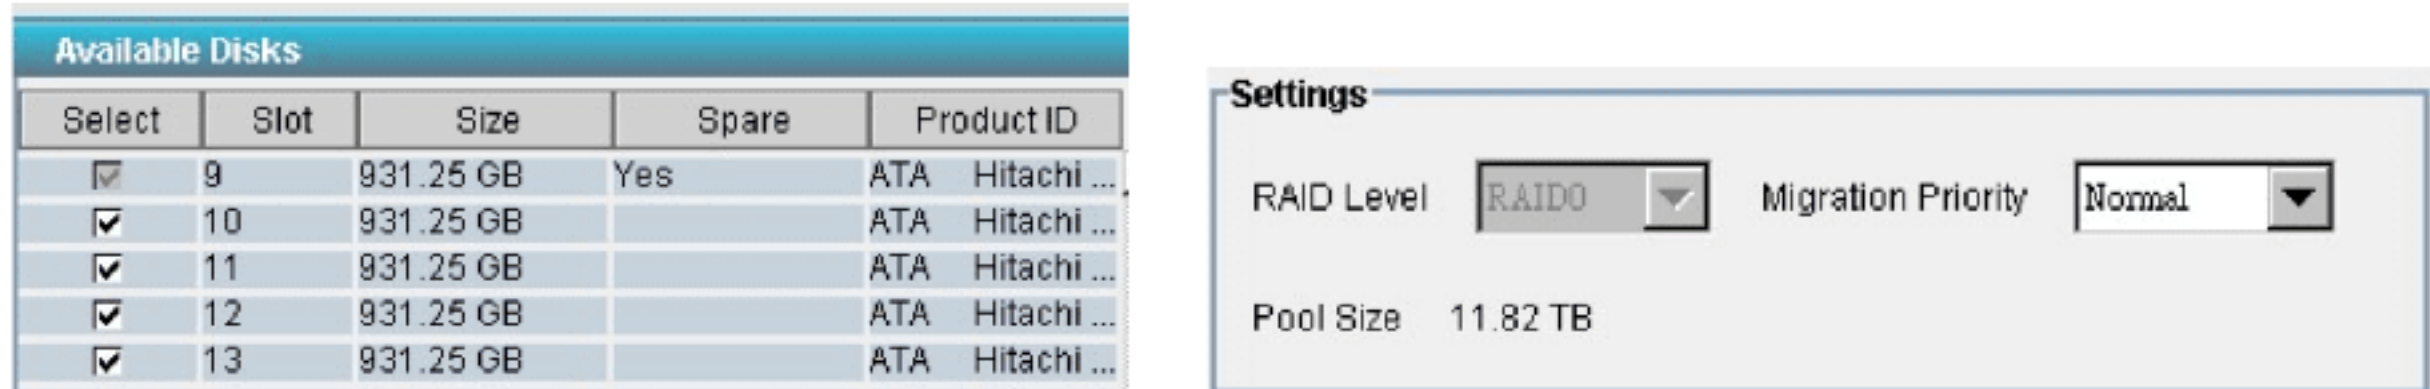 Available Disks
Select Slot Size Spare Product ID
9 931.25 GB Yes ATA Hitachi ...
10 931.25 GB ATA Hitachi ...
11 931.25 GB ATA Hitachi ...
12 931.25 GB ATA Hitachi ...
13 931.25 GB ATA Hitachi ...
Settings
RAID Level RAID0 Migration Priority Normal
Pool Size 11.82 TB